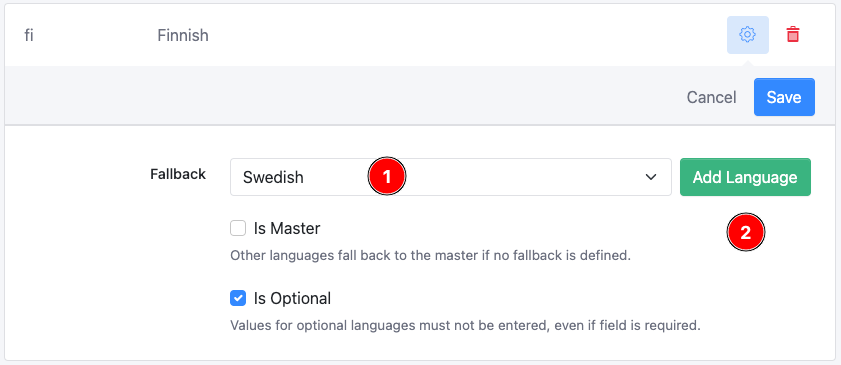 fi Finnish
Cancel Save
Fallback Swedish 1 Add Language
Is Master 2
Other languages fall back to the master if no fallback is defined.
Is Optional
Values for optional languages must not be entered, even if field is required.